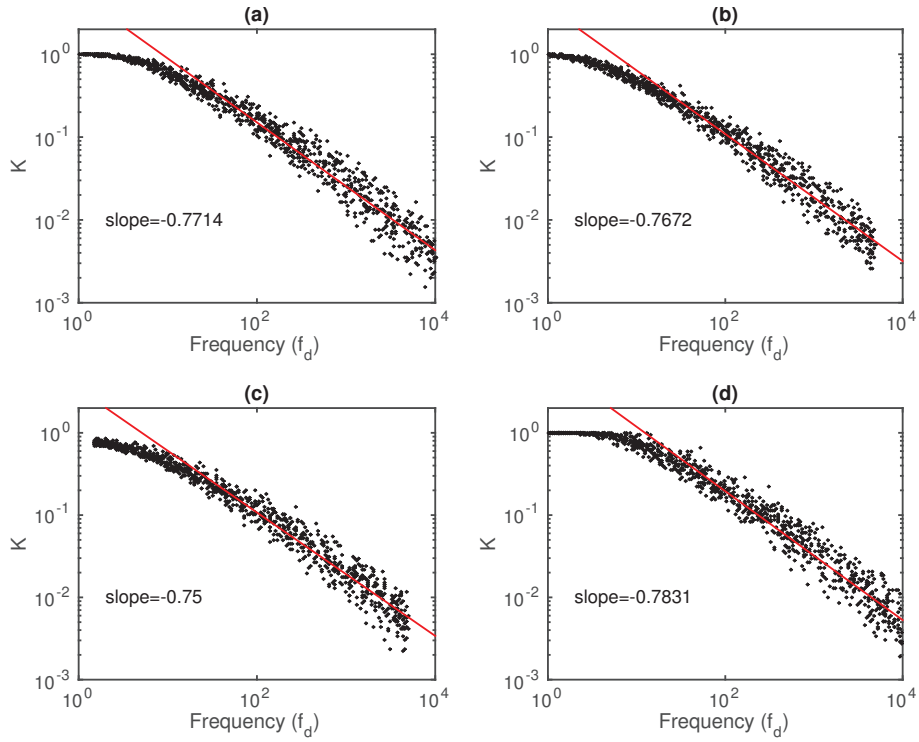 (a)
10^0
10^-1
10^-2
10^-3
K
slope=-0.7714
10^0
10^2
10^4
Frequency (f_d)
(b)
10^0
10^-1
10^-2
10^-3
K
slope=-0.7672
10^0
10^2
10^4
Frequency (f_d)
(c)
10^0
10^-1
10^-2
10^-3
K
slope=-0.75
10^0
10^2
10^4
Frequency (f_d)
(d)
10^0
10^-1
10^-2
10^-3
K
slope=-0.7831
10^0
10^2
10^4
Frequency (f_d)